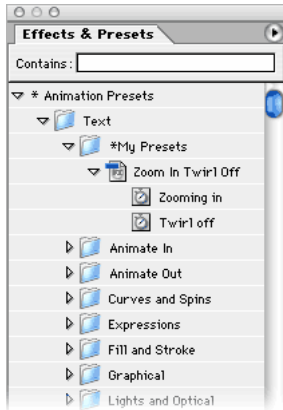 Effects & Presets
Contains:
* Animation Presets
Text
*My Presets
Zoom In Twirl Off
Zooming in
Twirl off
Animate In
Animate Out
Curves and Spins
Expressions
Fill and Stroke
Graphical
Lights and Optical